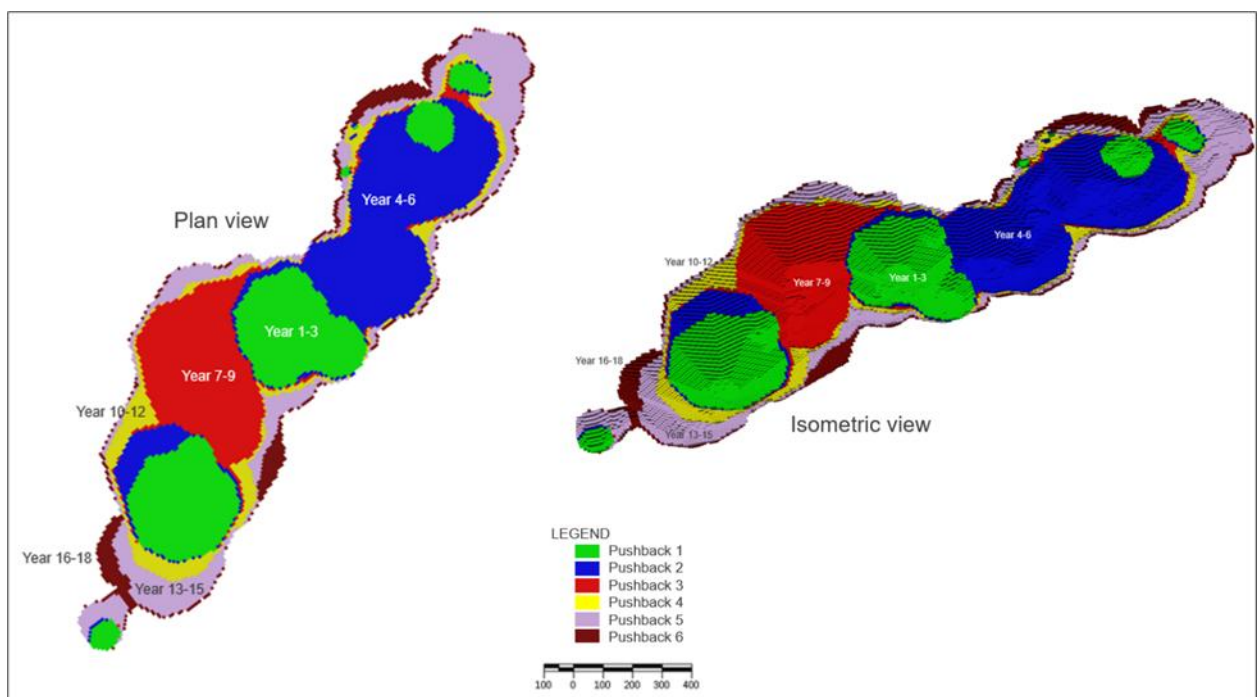 Plan view
Year 4-6
Year 1-3
Year 7-9
Year 10-12
Year 16-18
Year 13-15
Year 4-6
Year 1-3
Year 10-12
Year 7-9
Year 16-18
Year 13-15
Isometric view
LEGEND
Pushback 1
Pushback 2
Pushback 3
Pushback 4
Pushback 5
Pushback 6
100 0 100 200 300 400